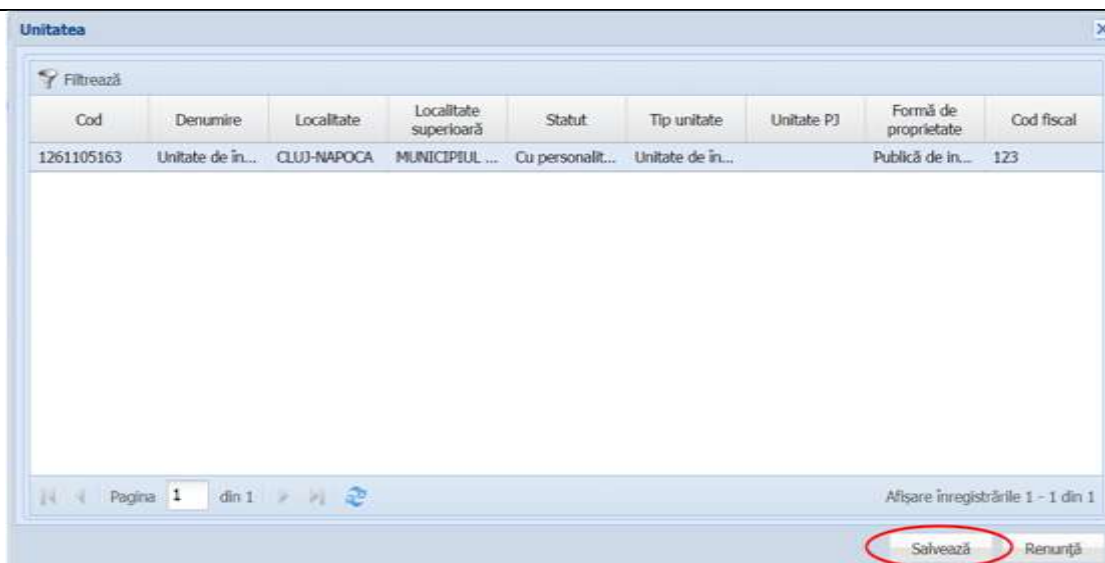 Unitatea
Filtrează
Cod Denumire Localitate Localitate superioară Statut Tip unitate Unitate PJ Formă de proprietate Cod fiscal
1261105163 Unitate de în... CLUJ-NAPOCA MUNICIPIUL ... Cu personalit... Unitate de în... Publică de in... 123
Pagina 1 din 1 Afișare înregistrările 1 - 1 din 1
Salvează Renunță